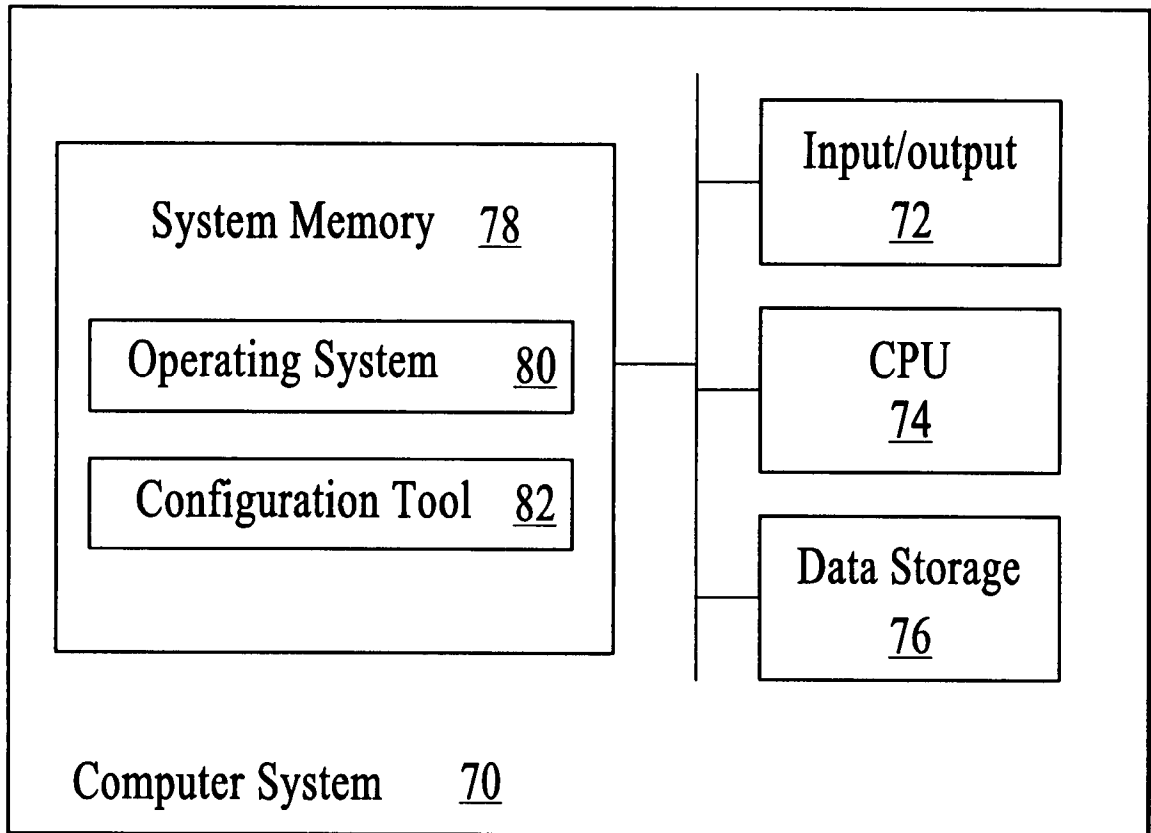 System Memory 78
Operating System 80
Configuration Tool 82
Input/output
72
CPU
74
Data Storage
76
Computer System 70